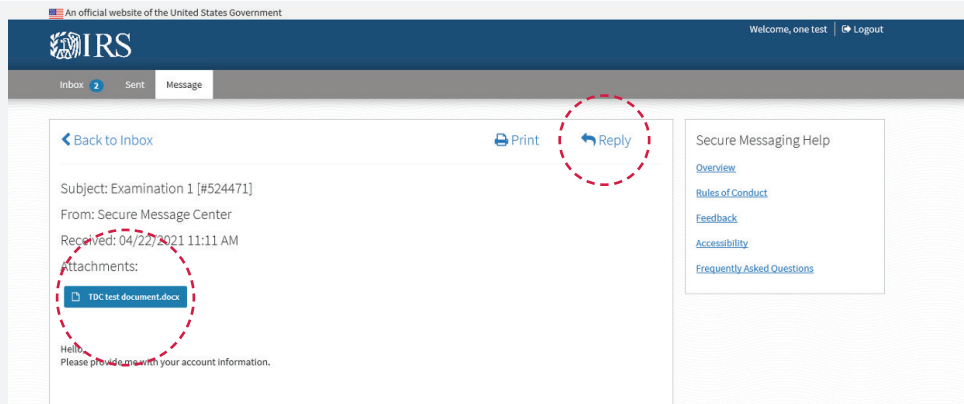 An official website of the United States Government
IRS
Welcome, one test
Logout
Inbox 2 Sent Message
Back to Inbox
Print
Reply
Subject: Examination 1 [#524471]
From: Secure Message Center
Received: 04/22/2021 11:11 AM
Attachments:
TDC test document.docx
Hello,
Please provide me with your account information.
Secure Messaging Help
Overview
Rules of Conduct
Feedback
Accessibility
Frequently Asked Questions